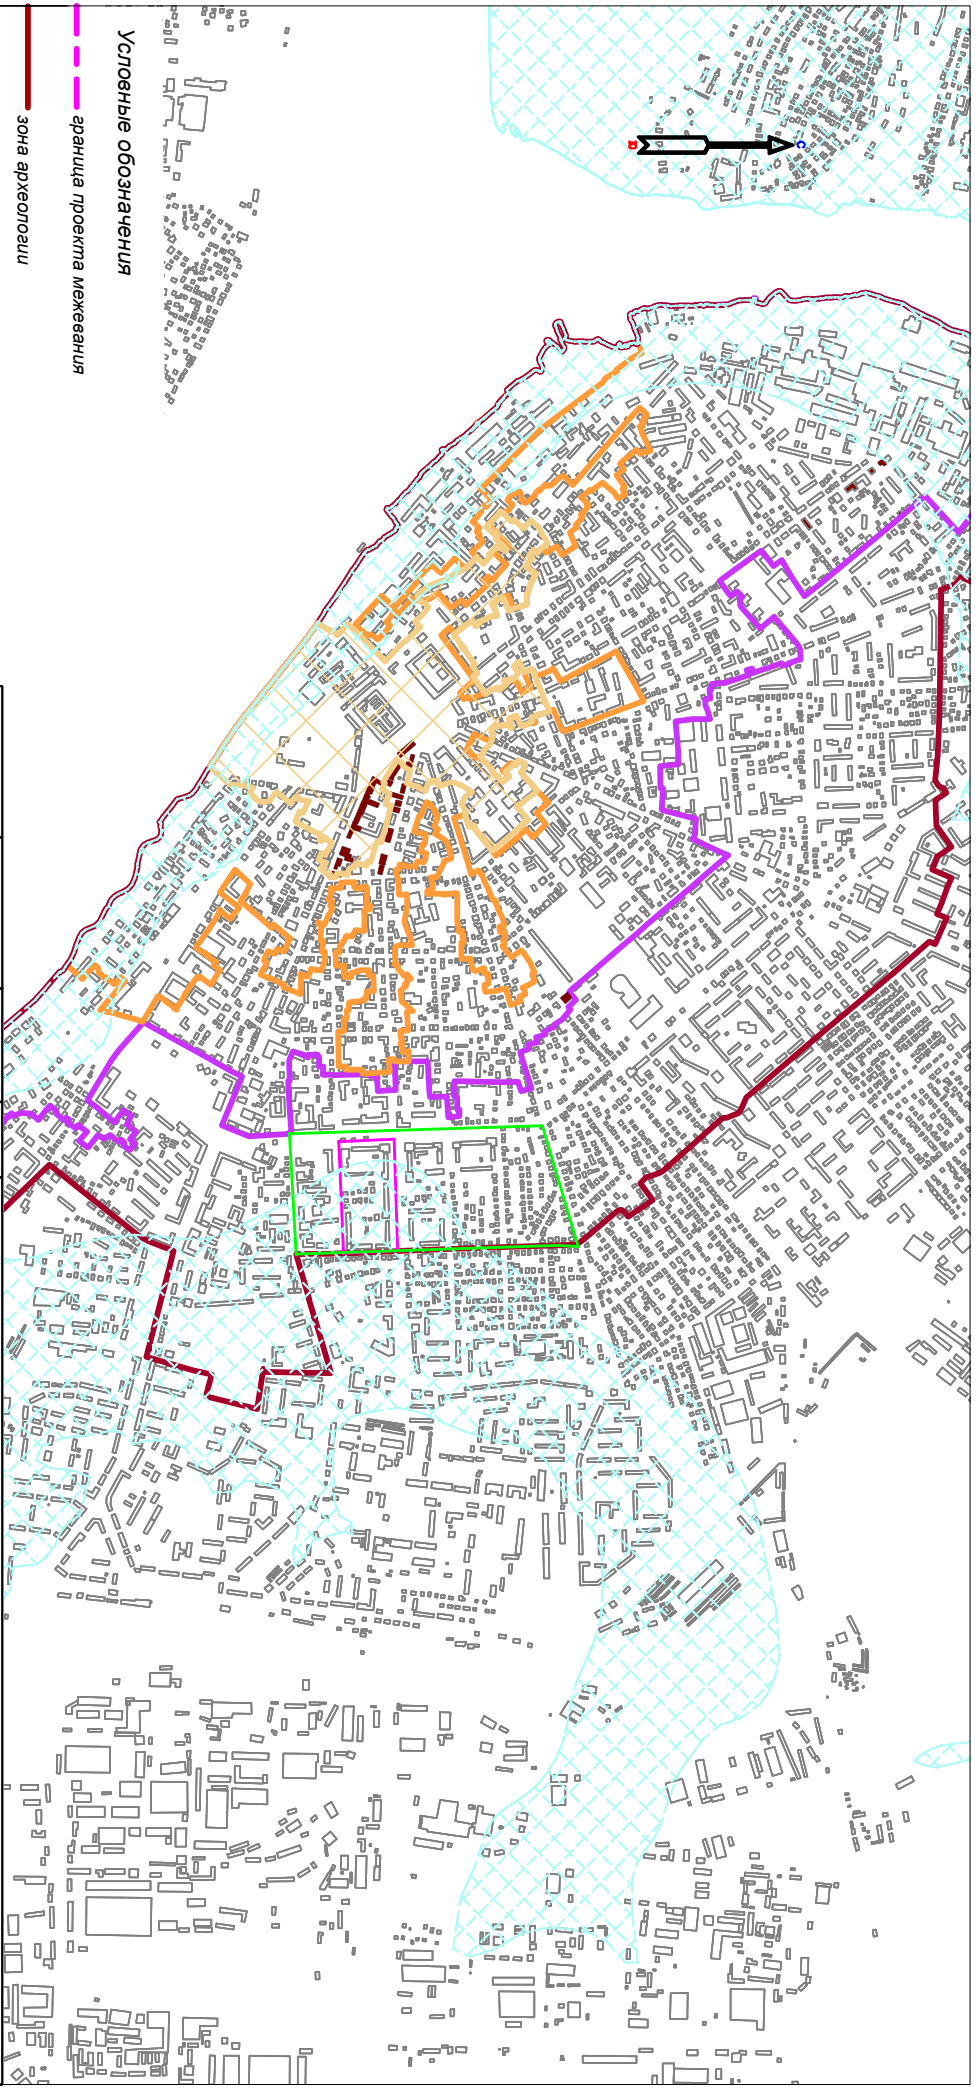 Условные обозначения
граница проекта межевания
зона археологии
С
Ю